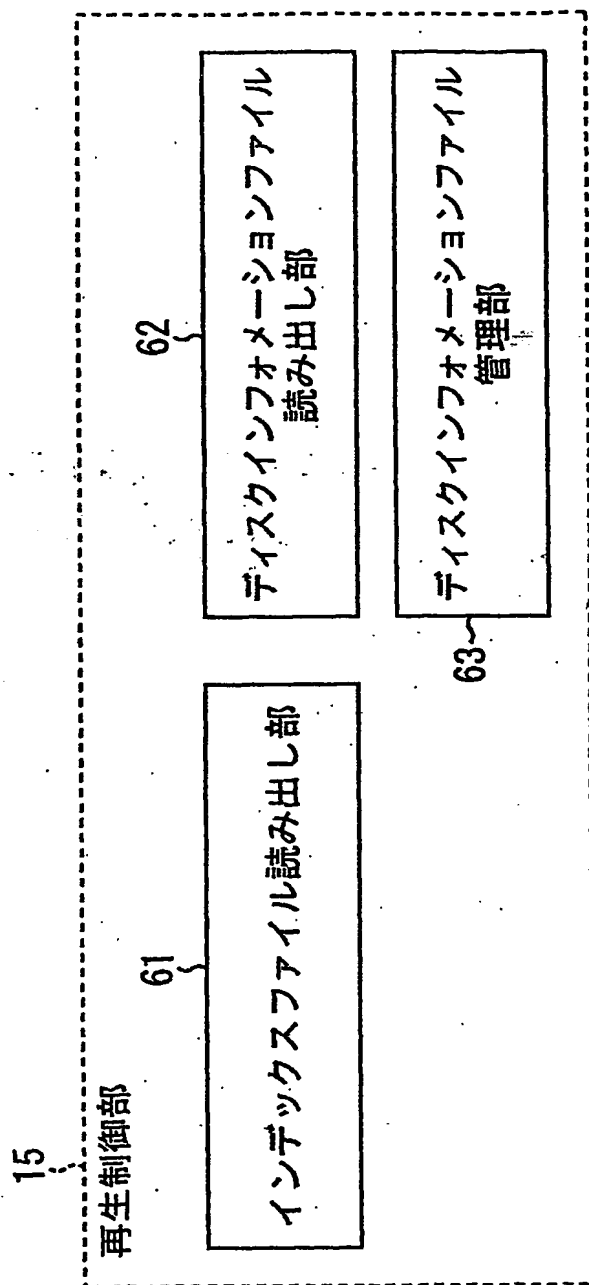 15
再生制御部
61
インデックスファイル読み出し部
62
ディスクインフォメーションファイル
読み出し部
63
ディスクインフォメーションファイル
管理部